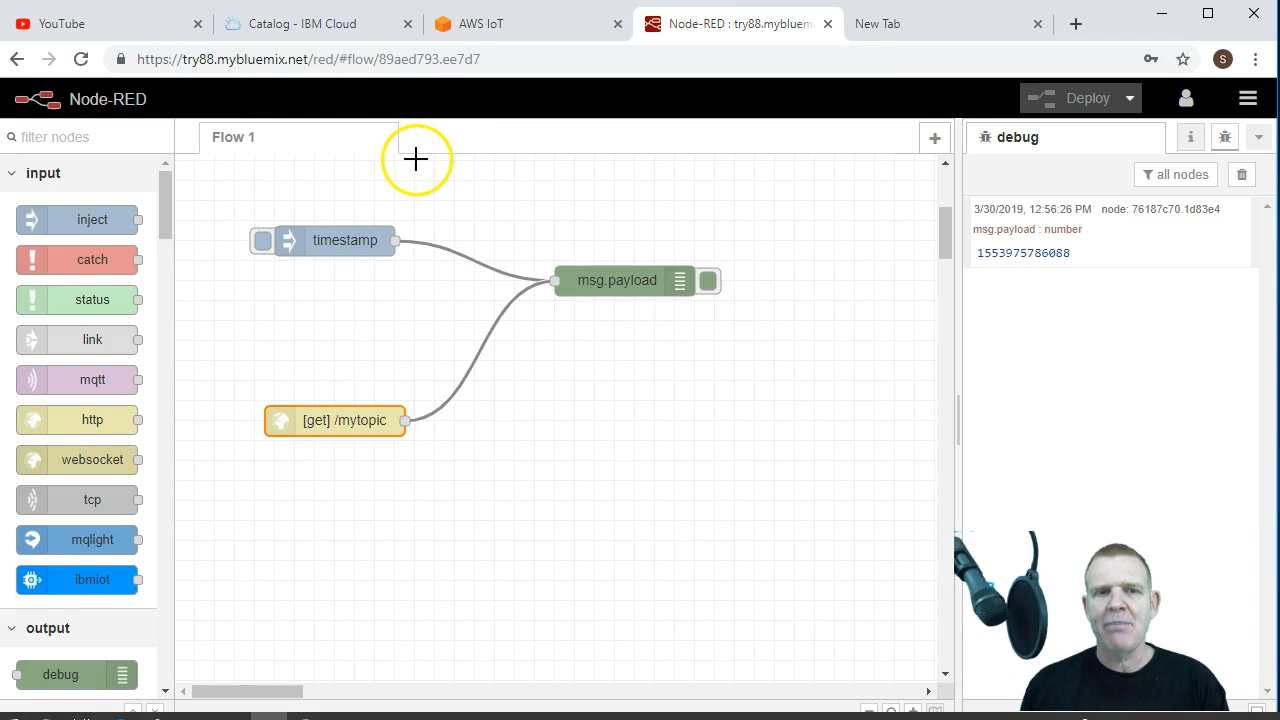 YouTube
Catalog - IBM Cloud
AWS IoT
Node-RED : try88.mybluem
New Tab
https://try88.mybluemix.net/red/#flow/89aed793.ee7d7
S
Node-RED
Deploy
filter nodes
Flow 1
debug
i
input
all nodes
inject
catch
status
link
mqtt
http
websocket
tcp
mqlight
ibmiot
output
debug
timestamp
msg.payload
[get] /mytopic
3/30/2019, 12:56:26 PM node: 76187c70.1d83e4
msg.payload : number
1553975786088